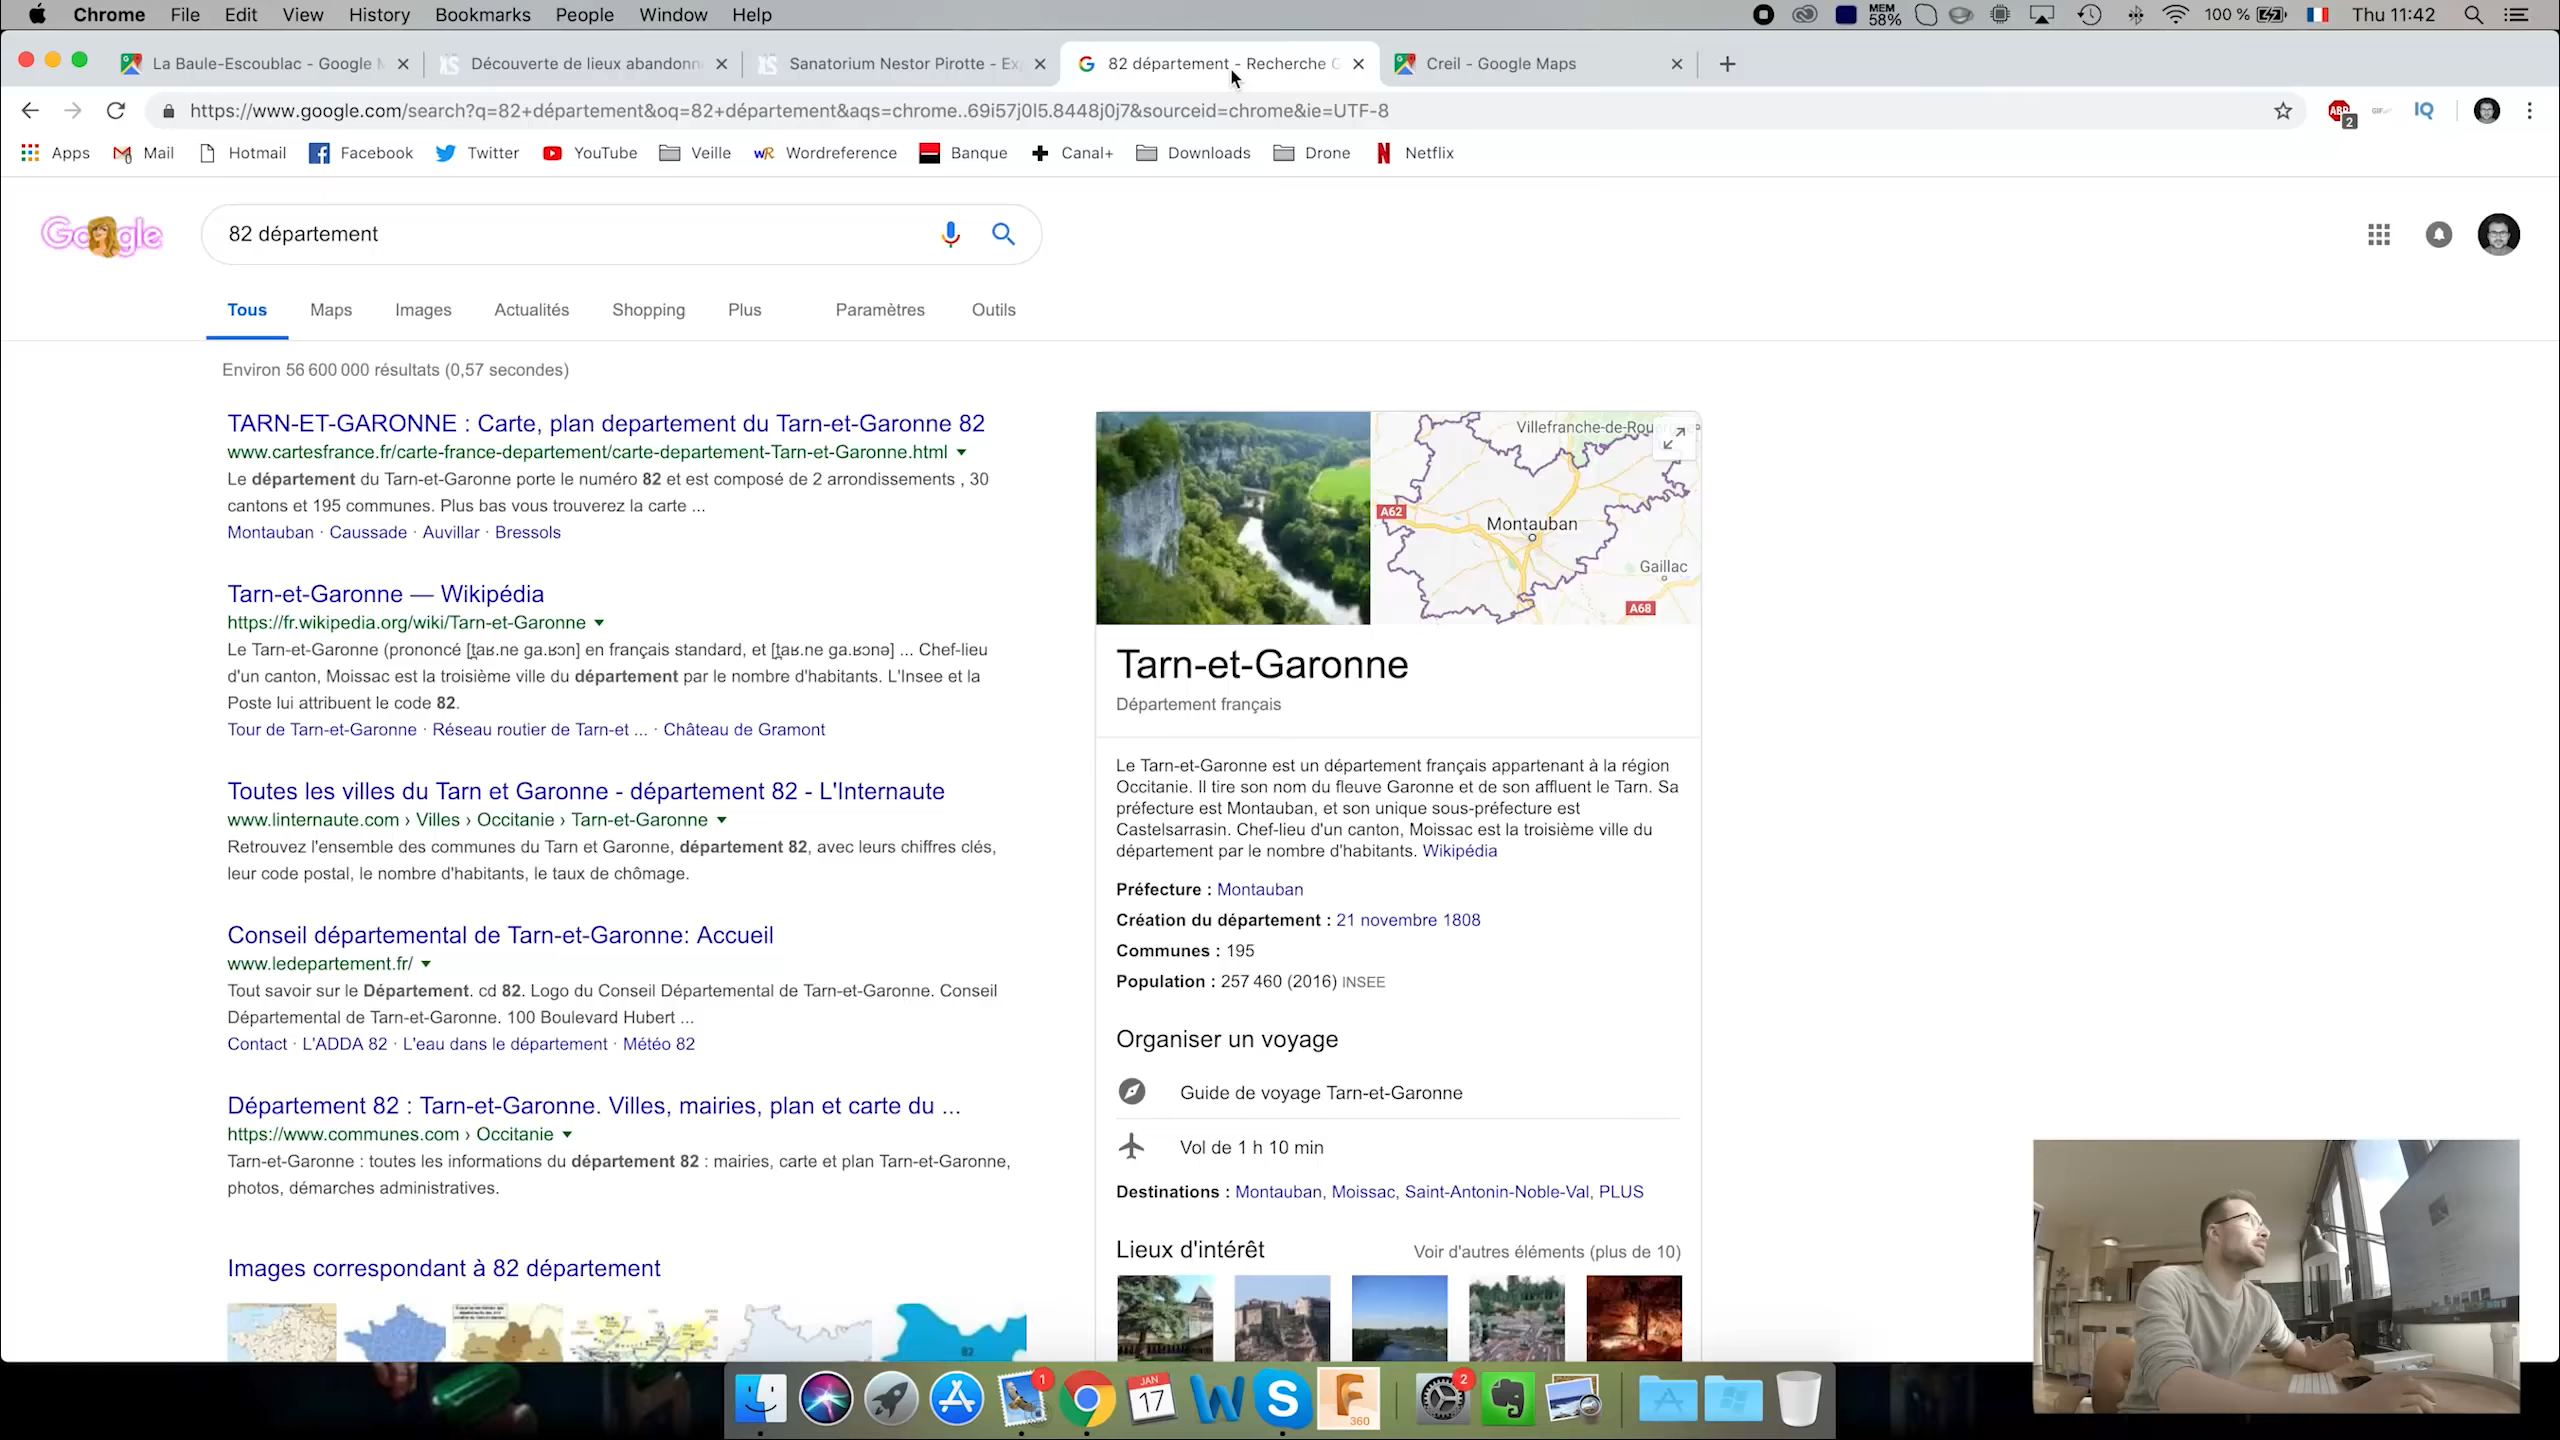 Chrome File Edit View History Bookmarks People Window Help MEM 58% 100 % Thu 11:42
La Baule-Escoublac - Google Découverte de lieux abandonn Sanatorium Nestor Pirotte - Ex 82 département - Recherche G Creil - Google Maps
https://www.google.com/search?q=82+département&oq=82+département&aqs=chrome..69i57j0l5.8448j0j7&sourceid=chrome&ie=UTF-8 ABP 2 GIF IQ
Apps Mail Hotmail Facebook Twitter YouTube Veille WR Wordreference Banque Canal+ Downloads Drone Netflix
Google 82 département
Tous Maps Images Actualités Shopping Plus Paramètres Outils
Environ 56 600 000 résultats (0,57 secondes)
TARN-ET-GARONNE : Carte, plan departement du Tarn-et-Garonne 82
www.cartesfrance.fr/carte-france-departement/carte-departement-Tarn-et-Garonne.html
Le département du Tarn-et-Garonne porte le numéro 82 et est composé de 2 arrondissements , 30
cantons et 195 communes. Plus bas vous trouverez la carte ...
Montauban · Caussade · Auvillar · Bressols
Tarn-et-Garonne — Wikipédia
https://fr.wikipedia.org/wiki/Tarn-et-Garonne
Le Tarn-et-Garonne (prononcé [t̪aʁ.ne ga.ʁɔn] en français standard, et [t̪aʁ.ne ga.ʁɔnə] ... Chef-lieu
d'un canton, Moissac est la troisième ville du département par le nombre d'habitants. L'Insee et la
Poste lui attribuent le code 82.
Tour de Tarn-et-Garonne · Réseau routier de Tarn-et ... · Château de Gramont
Toutes les villes du Tarn et Garonne - département 82 - L'Internaute
www.linternaute.com › Villes › Occitanie › Tarn-et-Garonne
Retrouvez l'ensemble des communes du Tarn et Garonne, département 82, avec leurs chiffres clés,
leur code postal, le nombre d'habitants, le taux de chômage.
Conseil départemental de Tarn-et-Garonne: Accueil
www.ledepartement.fr/
Tout savoir sur le Département. cd 82. Logo du Conseil Départemental de Tarn-et-Garonne. Conseil
Départemental de Tarn-et-Garonne. 100 Boulevard Hubert ...
Contact · L'ADDA 82 · L'eau dans le département · Météo 82
Département 82 : Tarn-et-Garonne. Villes, mairies, plan et carte du ...
https://www.communes.com › Occitanie
Tarn-et-Garonne : toutes les informations du département 82 : mairies, carte et plan Tarn-et-Garonne,
photos, démarches administratives.
Images correspondant à 82 département
82
Villefranche-de-Rouerg
A62
Montauban
Gaillac
A68
Tarn-et-Garonne
Département français
Le Tarn-et-Garonne est un département français appartenant à la région
Occitanie. Il tire son nom du fleuve Garonne et de son affluent le Tarn. Sa
préfecture est Montauban, et son unique sous-préfecture est
Castelsarrasin. Chef-lieu d'un canton, Moissac est la troisième ville du
département par le nombre d'habitants. Wikipédia
Préfecture : Montauban
Création du département : 21 novembre 1808
Communes : 195
Population : 257 460 (2016) INSEE
Organiser un voyage
Guide de voyage Tarn-et-Garonne
Vol de 1 h 10 min
Destinations : Montauban, Moissac, Saint-Antonin-Noble-Val, PLUS
Lieux d'intérêt Voir d'autres éléments (plus de 10)
1 JAN 17 W S F 360 2